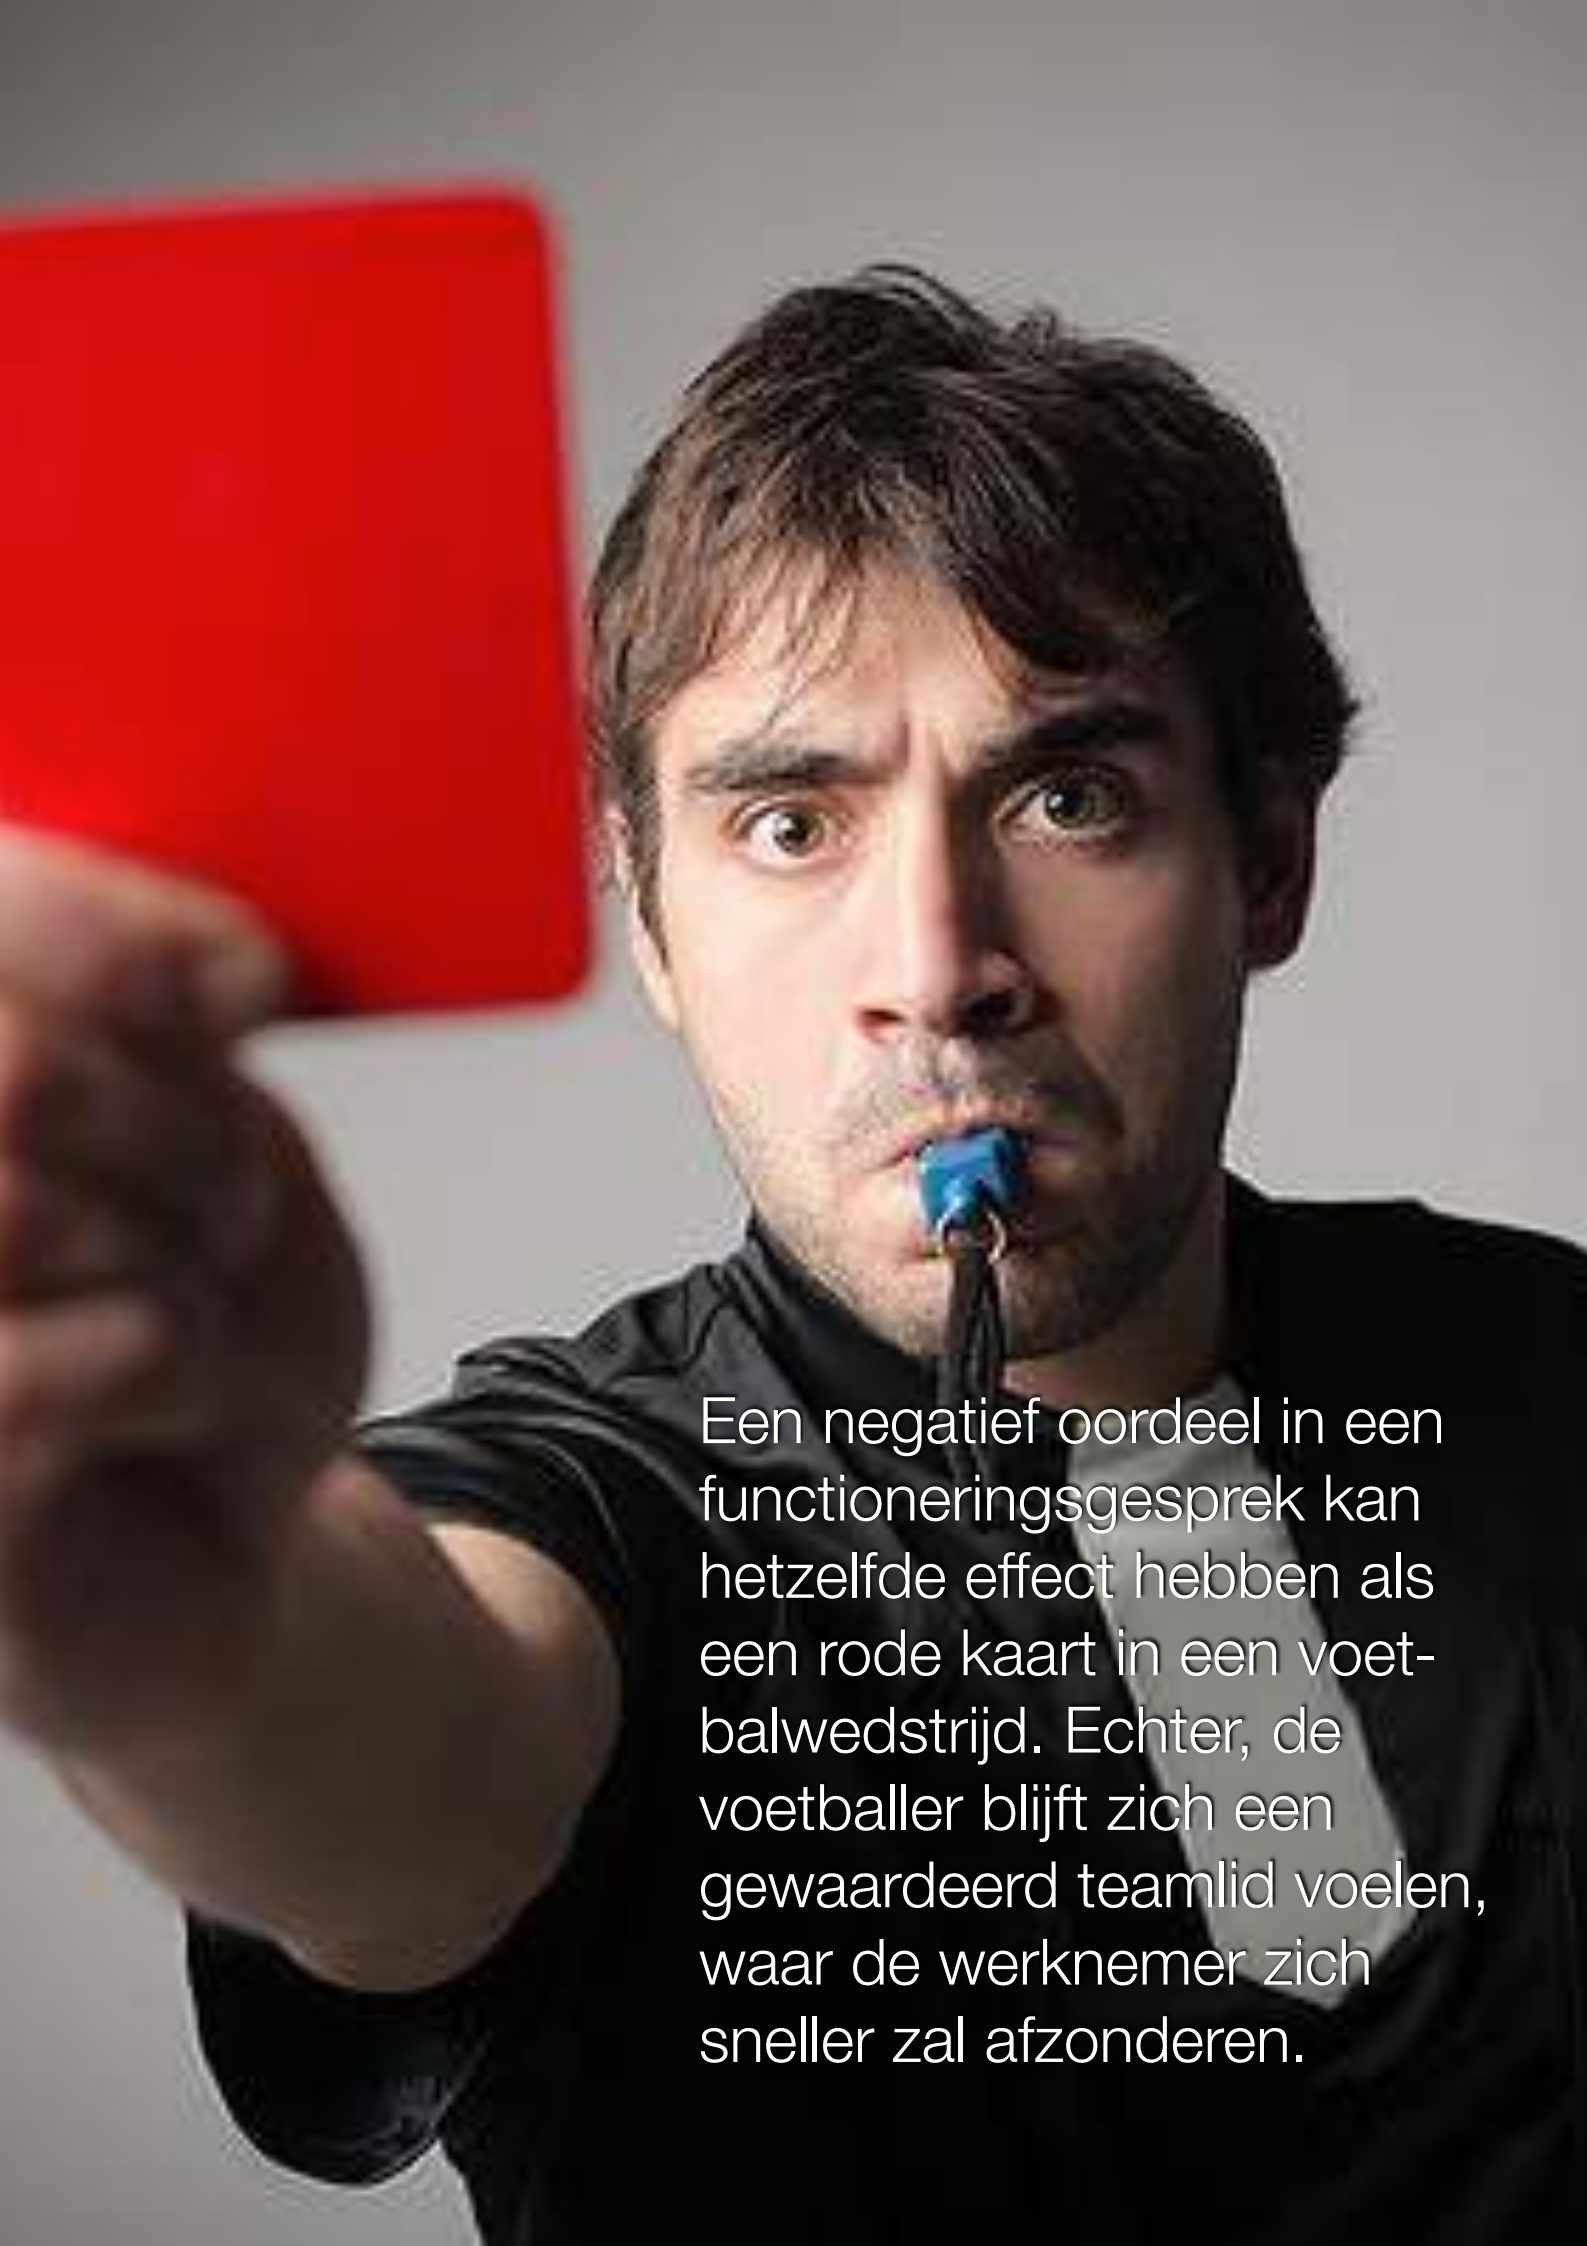 Een negatief oordeel in een
functioneringsgesprek kan
hetzelfde effect hebben als
een rode kaart in een voet-
balwedstrijd. Echter, de
voetballer blijft zich een
gewaardeerd teamlid voelen,
waar de werknemer zich
sneller zal afzonderen.